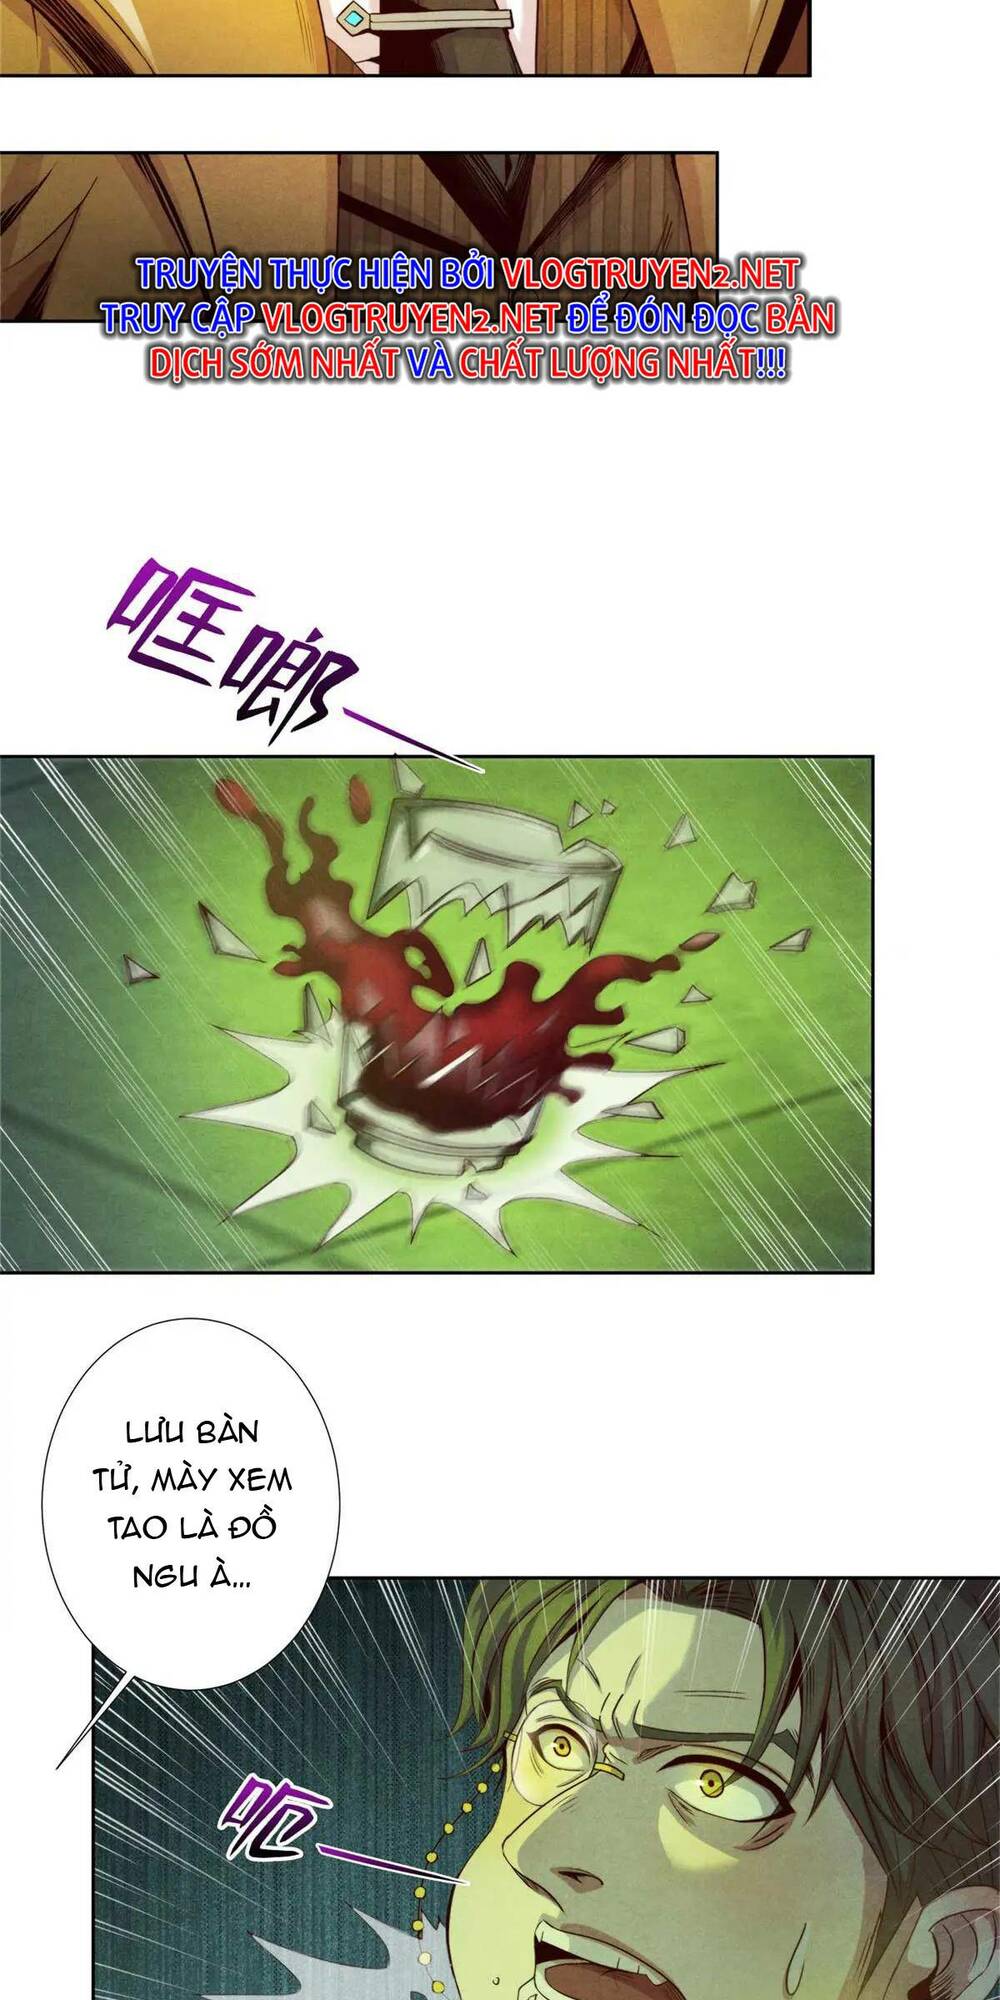 TRUYỆN THỰC HIỆN BỞI VLOGTRUYEN2.NET
TRUY CẬP VLOGTRUYEN2.NET ĐỂ ĐÓN ĐỌC BẢN
DỊCH SỚM NHẤT VÀ CHẤT LƯỢNG NHẤT!!!
哐啷—
LƯU BÀN
TỬ, MÀY XEM
TAO LÀ ĐỒ
NGU À...
呃—